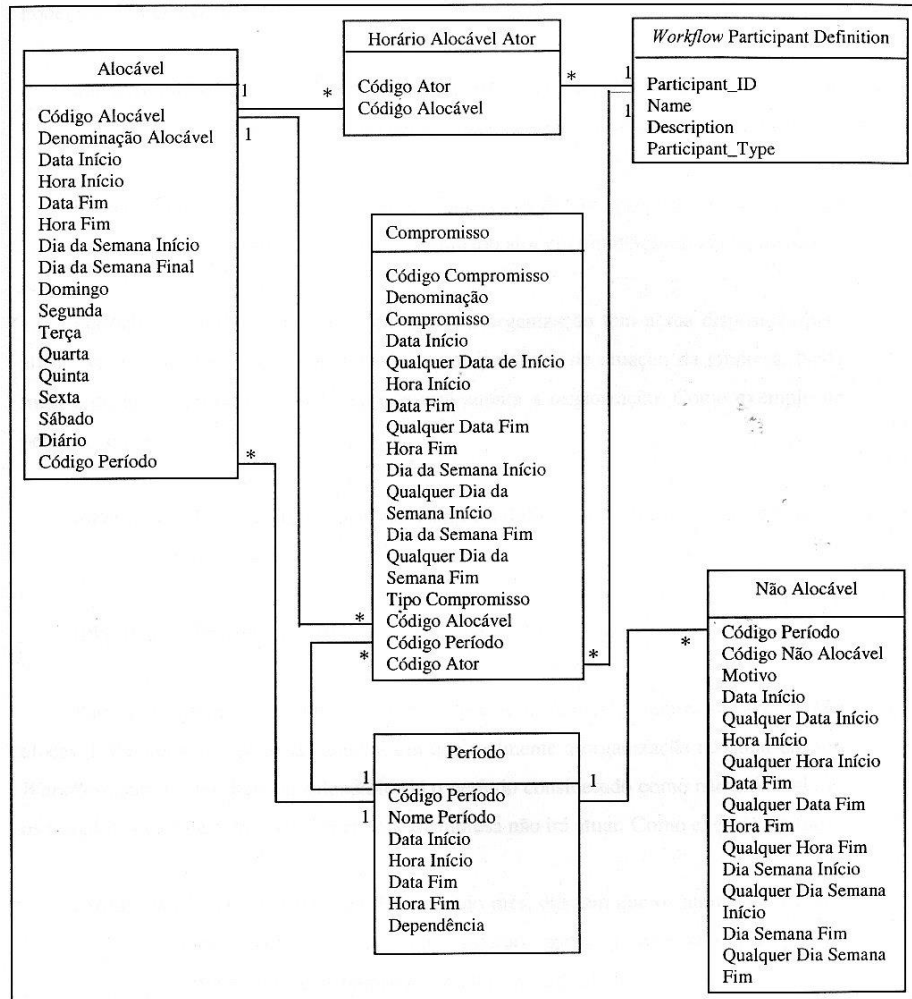 Alocável
Código Alocável
Denominação Alocável
Data Início
Hora Início
Data Fim
Hora Fim
Dia da Semana Início
Dia da Semana Final
Domingo
Segunda
Terça
Quarta
Quinta
Sexta
Sábado
Diário
Código Período
1
1
*
Horário Alocável Ator
Código Ator
Código Alocável
*
*
Workflow Participant Definition
Participant_ID
Name
Description
Participant_Type
1
1
Compromisso
Código Compromisso
Denominação
Compromisso
Data Início
Qualquer Data de Início
Hora Início
Data Fim
Qualquer Data Fim
Hora Fim
Dia da Semana Início
Qualquer Dia da
Semana Início
Dia da Semana Fim
Qualquer Dia da
Semana Fim
Tipo Compromisso
Código Alocável
Código Período
Código Ator
*
*
*
Período
Código Período
Nome Período
Data Início
Hora Início
Data Fim
Hora Fim
Dependência
1
1
1
Não Alocável
Código Período
Código Não Alocável
Motivo
Data Início
Qualquer Data Início
Hora Início
Qualquer Hora Início
Data Fim
Qualquer Data Fim
Hora Fim
Qualquer Hora Fim
Dia Semana Início
Qualquer Dia Semana
Início
Dia Semana Fim
Qualquer Dia Semana
Fim
*